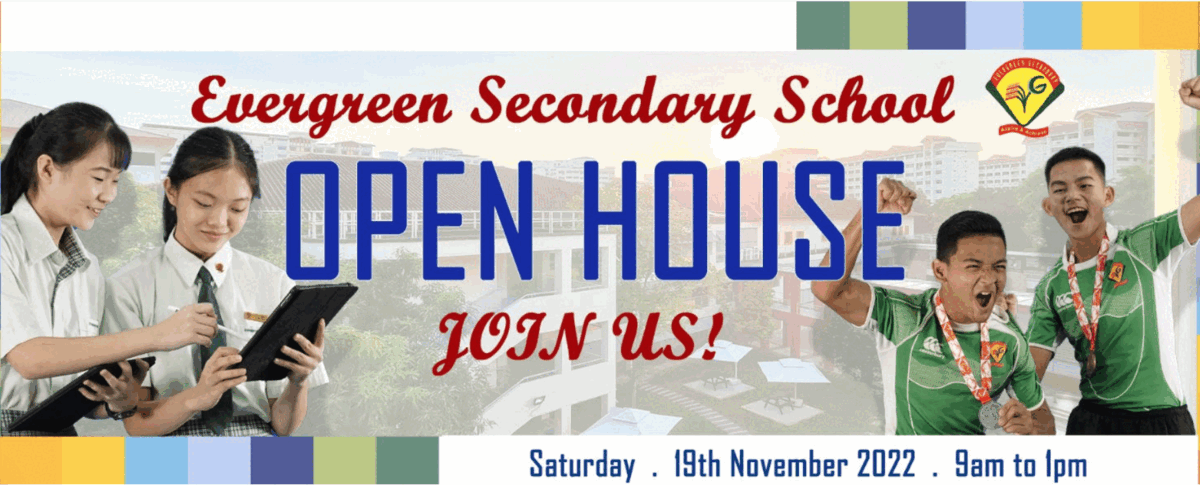 Evergreen Secondary School
OPEN HOUSE
JOIN US!
Saturday . 19th November 2022 . 9am to 1pm